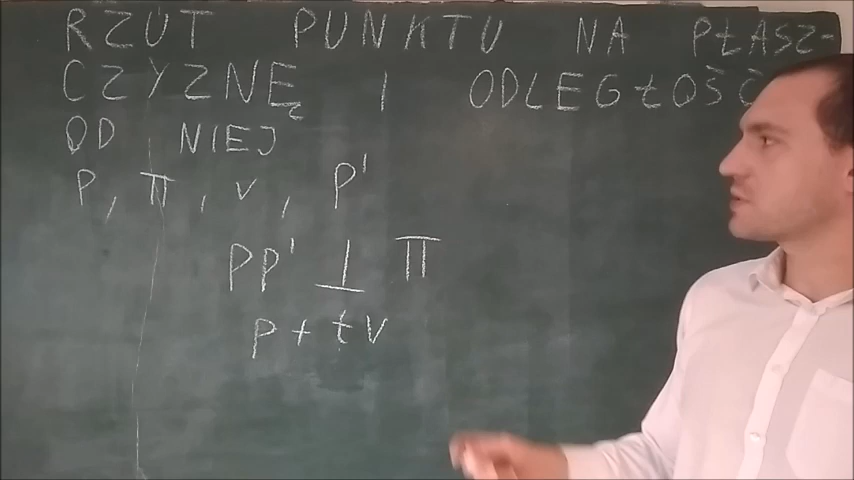 RZUT PUNKTU NA PŁASZ-
CZYZNĘ I ODLEGŁOŚĆ
OD NIEJ
P, π, v, P'
PP' ⊥ π
P + tv